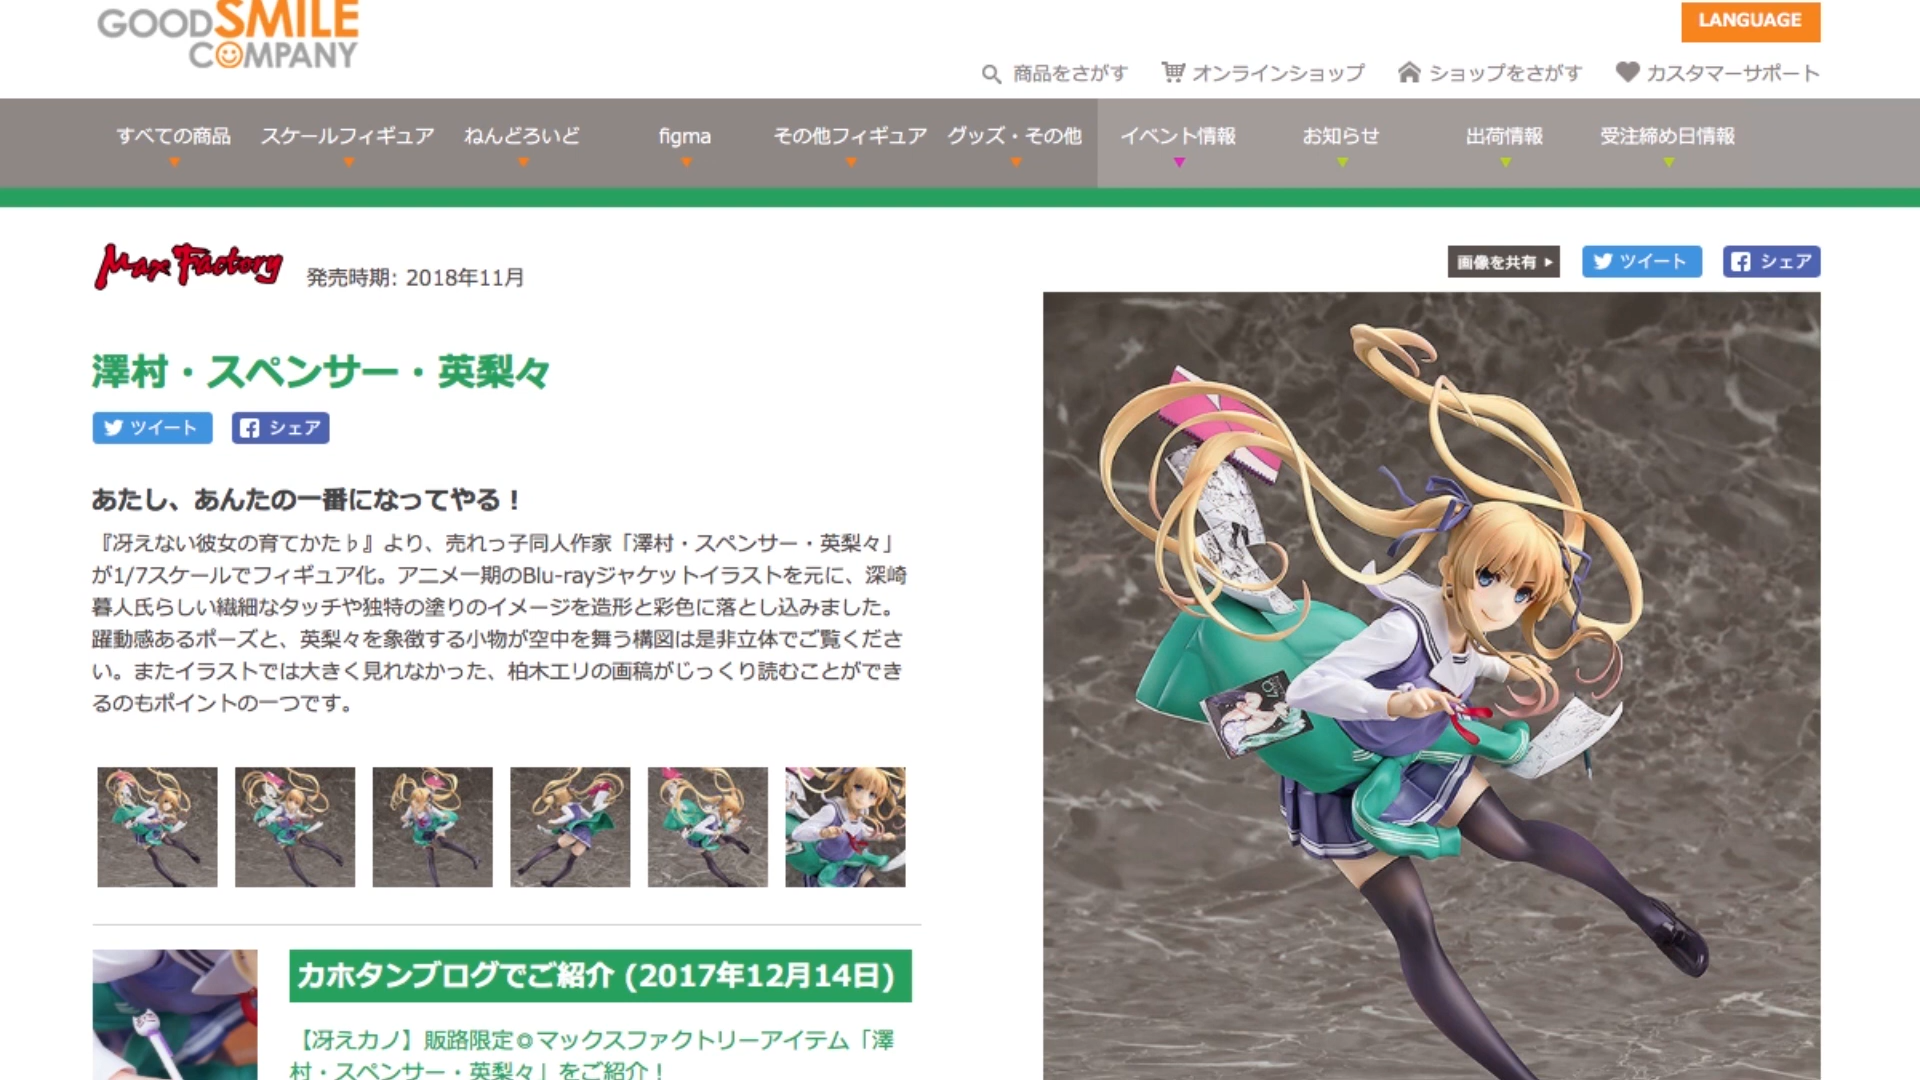 GOODSMILE
COMPANY
LANGUAGE
商品をさがす オンラインショップ ショップをさがす カスタマーサポート
すべての商品 スケールフィギュア ねんどろいど figma その他フィギュア グッズ・その他 イベント情報 お知らせ 出荷情報 受注締め日情報
Max Factory 発売時期: 2018年11月
画像を共有 ツイート シェア
澤村・スペンサー・英梨々
ツイート シェア
あたし、あんたの一番になってやる！
『冴えない彼女の育てかた♭』より、売れっ子同人作家「澤村・スペンサー・英梨々」
が1/7スケールでフィギュア化。アニメ一期のBlu-rayジャケットイラストを元に、深崎
暮人氏らしい繊細なタッチや独特の塗りのイメージを造形と彩色に落とし込みました。
躍動感あるポーズと、英梨々を象徴する小物が空中を舞う構図は是非立体でご覧くださ
い。またイラストでは大きく見れなかった、柏木エリの画稿がじっくり読むことができ
るのもポイントの一つです。
カホタンブログでご紹介 (2017年12月14日)
【冴えカノ】販路限定◎マックスファクトリーアイテム「澤
村・スペンサー・英梨々」をご紹介！